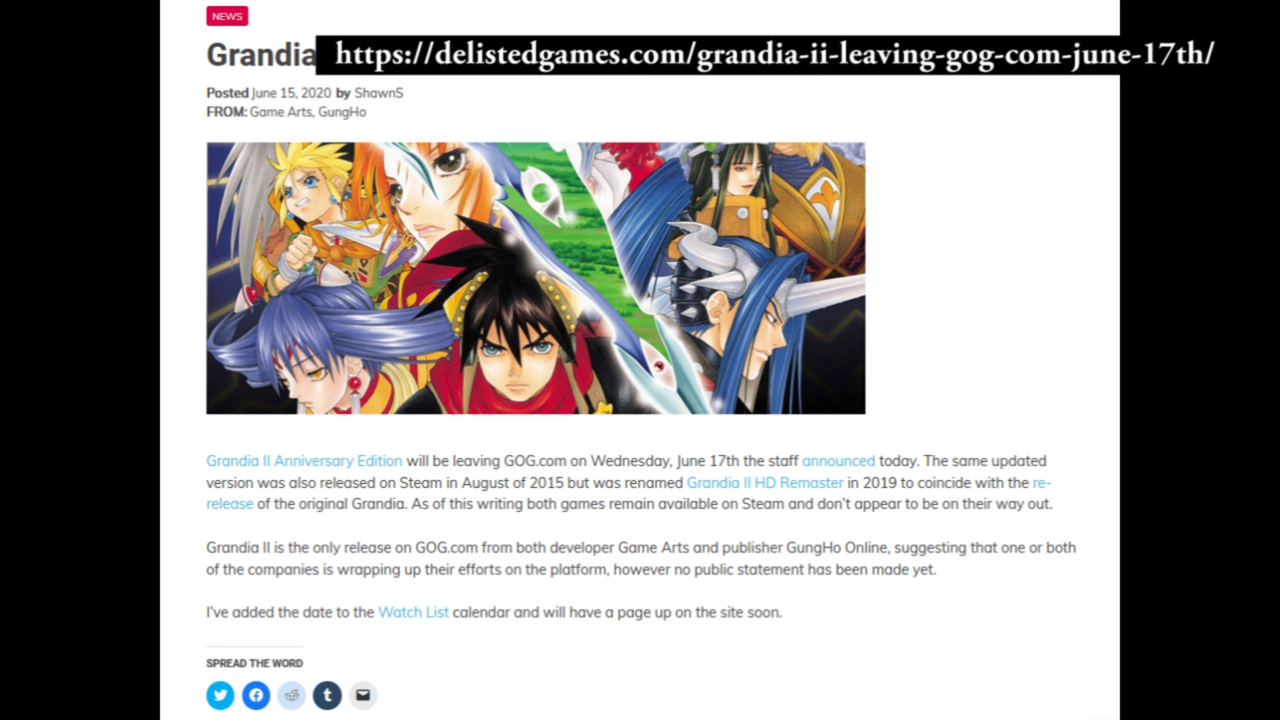 NEWS
Grandia
https://delistedgames.com/grandia-ii-leaving-gog-com-june-17th/
Posted June 15, 2020 by ShawnS
FROM: Game Arts, GungHo
Grandia II Anniversary Edition will be leaving GOG.com on Wednesday, June 17th the staff announced today. The same updated
version was also released on Steam in August of 2015 but was renamed Grandia II HD Remaster in 2019 to coincide with the re-
release of the original Grandia. As of this writing both games remain available on Steam and don't appear to be on their way out.
Grandia II is the only release on GOG.com from both developer Game Arts and publisher GungHo Online, suggesting that one or both
of the companies is wrapping up their efforts on the platform, however no public statement has been made yet.
I've added the date to the Watch List calendar and will have a page up on the site soon.
SPREAD THE WORD